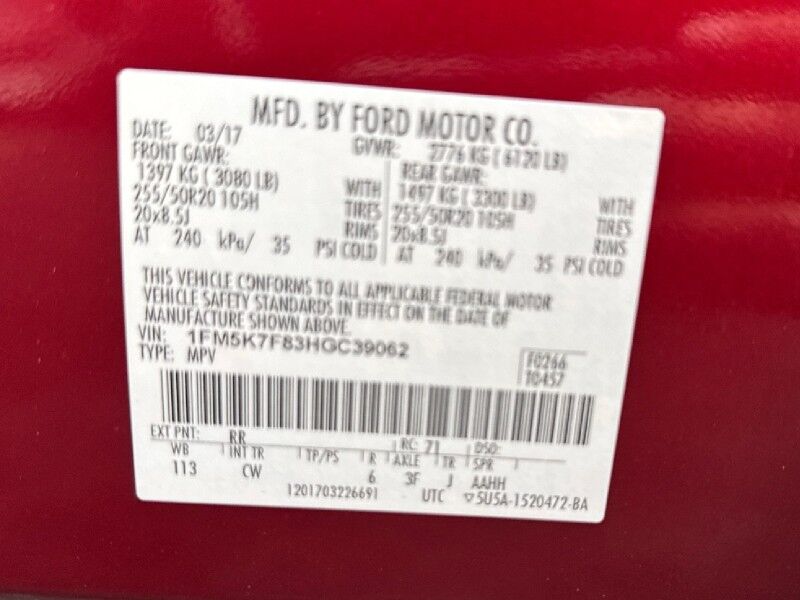 MFD. BY FORD MOTOR CO.
DATE: 03/17 GVWR: 2776 KG ( 6120 LB)
FRONT GAWR: REAR GAWR:
1397 KG ( 3080 LB) WITH 1497 KG ( 3300 LB) WITH
255/50R20 105H TIRES 255/50R20 105H TIRES
20x8.5J RIMS 20x8.5J RIMS
AT 240 kPa/ 35 PSI COLD AT 240 kPa/ 35 PSI COLD
THIS VEHICLE CONFORMS TO ALL APPLICABLE FEDERAL MOTOR
VEHICLE SAFETY STANDARDS IN EFFECT ON THE DATE OF
MANUFACTURE SHOWN ABOVE.
VIN: 1FM5K7F83HGC39062 F0266
TYPE: MPV T0457
EXT PNT: RR RC: 71 DSO:
WB INT TR TP/PS R AXLE TR SPR
113 CW 6 3F J AAHH
1201703226691 UTC ▽5U5A-1520472-BA